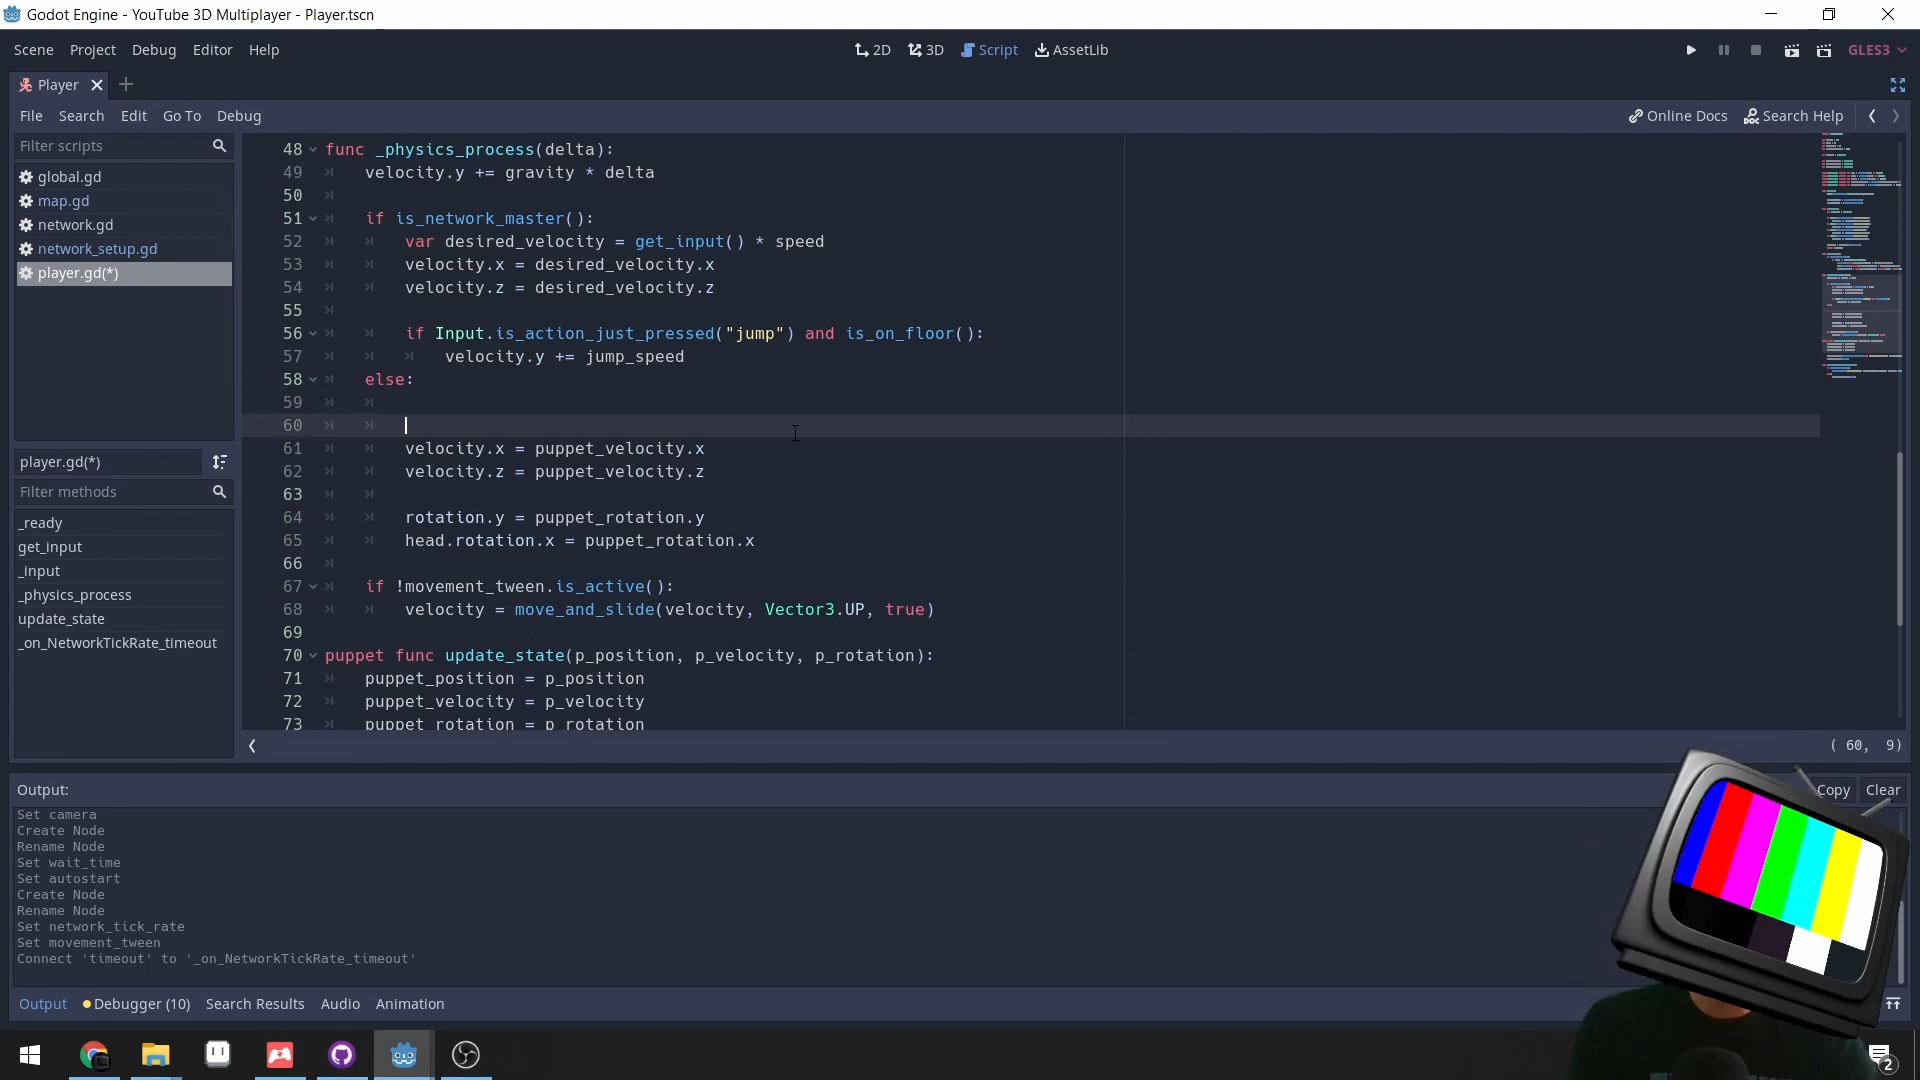 Godot Engine - YouTube 3D Multiplayer - Player.tscn
Scene Project Debug Editor Help
2D 3D Script AssetLib
GLES3
Player
File Search Edit Go To Debug
Online Docs Search Help
Filter scripts
global.gd
map.gd
network.gd
network_setup.gd
player.gd(*)
player.gd(*)
Filter methods
_ready
get_input
_input
_physics_process
update_state
_on_NetworkTickRate_timeout
48 func _physics_process(delta):
49 velocity.y += gravity * delta
50
51 if is_network_master():
52 var desired_velocity = get_input() * speed
53 velocity.x = desired_velocity.x
54 velocity.z = desired_velocity.z
55
56 if Input.is_action_just_pressed("jump") and is_on_floor():
57 velocity.y += jump_speed
58 else:
59
60
61 velocity.x = puppet_velocity.x
62 velocity.z = puppet_velocity.z
63
64 rotation.y = puppet_rotation.y
65 head.rotation.x = puppet_rotation.x
66
67 if !movement_tween.is_active():
68 velocity = move_and_slide(velocity, Vector3.UP, true)
69
70 puppet func update_state(p_position, p_velocity, p_rotation):
71 puppet_position = p_position
72 puppet_velocity = p_velocity
73 puppet_rotation = p_rotation
( 60, 9)
Output:
Copy Clear
Set camera
Create Node
Rename Node
Set wait_time
Set autostart
Create Node
Rename Node
Set network_tick_rate
Set movement_tween
Connect 'timeout' to '_on_NetworkTickRate_timeout'
Output Debugger (10) Search Results Audio Animation
2